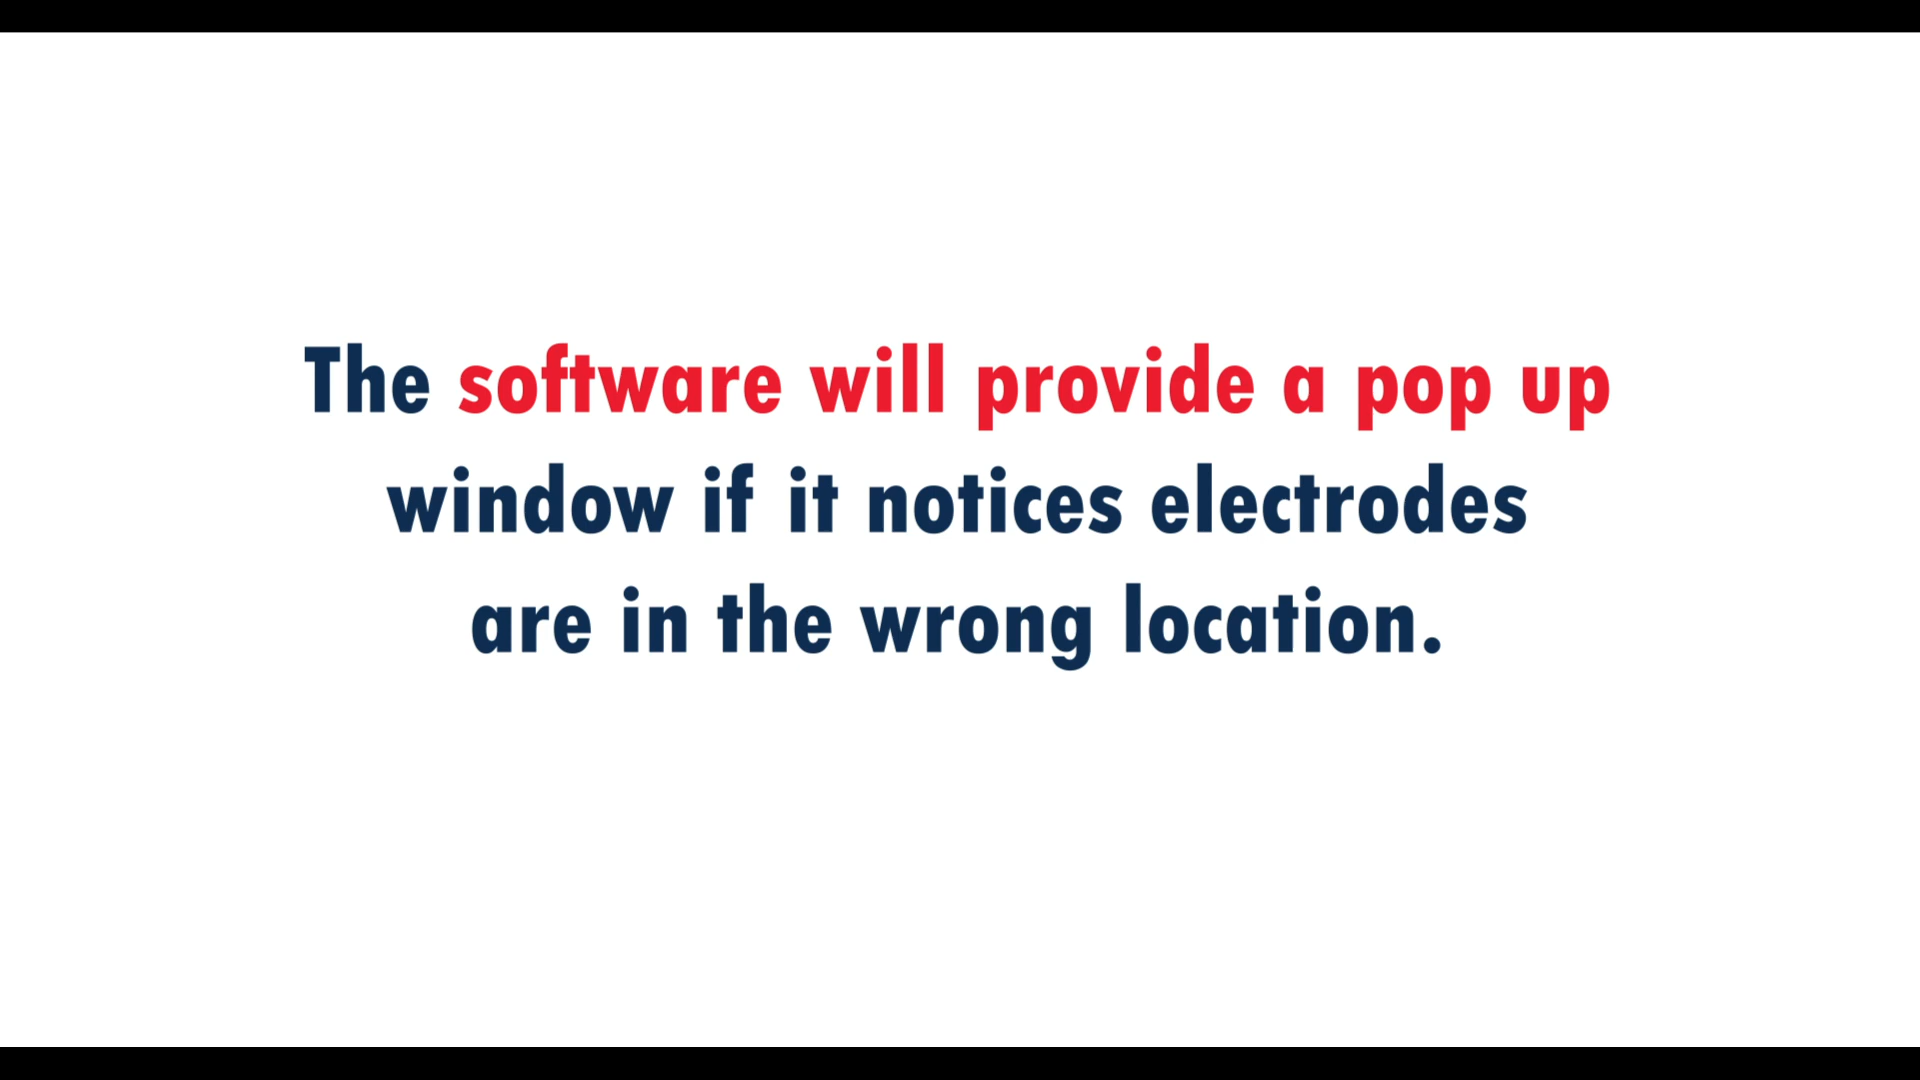 The software will provide a pop up
window if it notices electrodes
are in the wrong location.